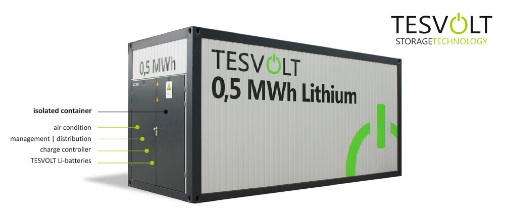 TESVOLT
STORAGETECHNOLOGY
0,5 MWh
TESVOLT
0,5 MWh Lithium
isolated container
air condition
management | distribution
charge controller
TESVOLT Li-batteries